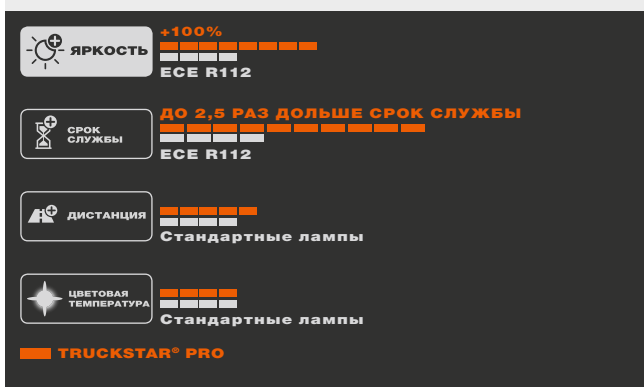 +100%
ЯРКОСТЬ
ECE R112
ДО 2,5 РАЗ ДОЛЬШЕ СРОК СЛУЖБЫ
СРОК
СЛУЖБЫ
ECE R112
ДИСТАНЦИЯ
Стандартные лампы
ЦВЕТОВАЯ
ТЕМПЕРАТУРА
Стандартные лампы
TRUCKSTAR® PRO